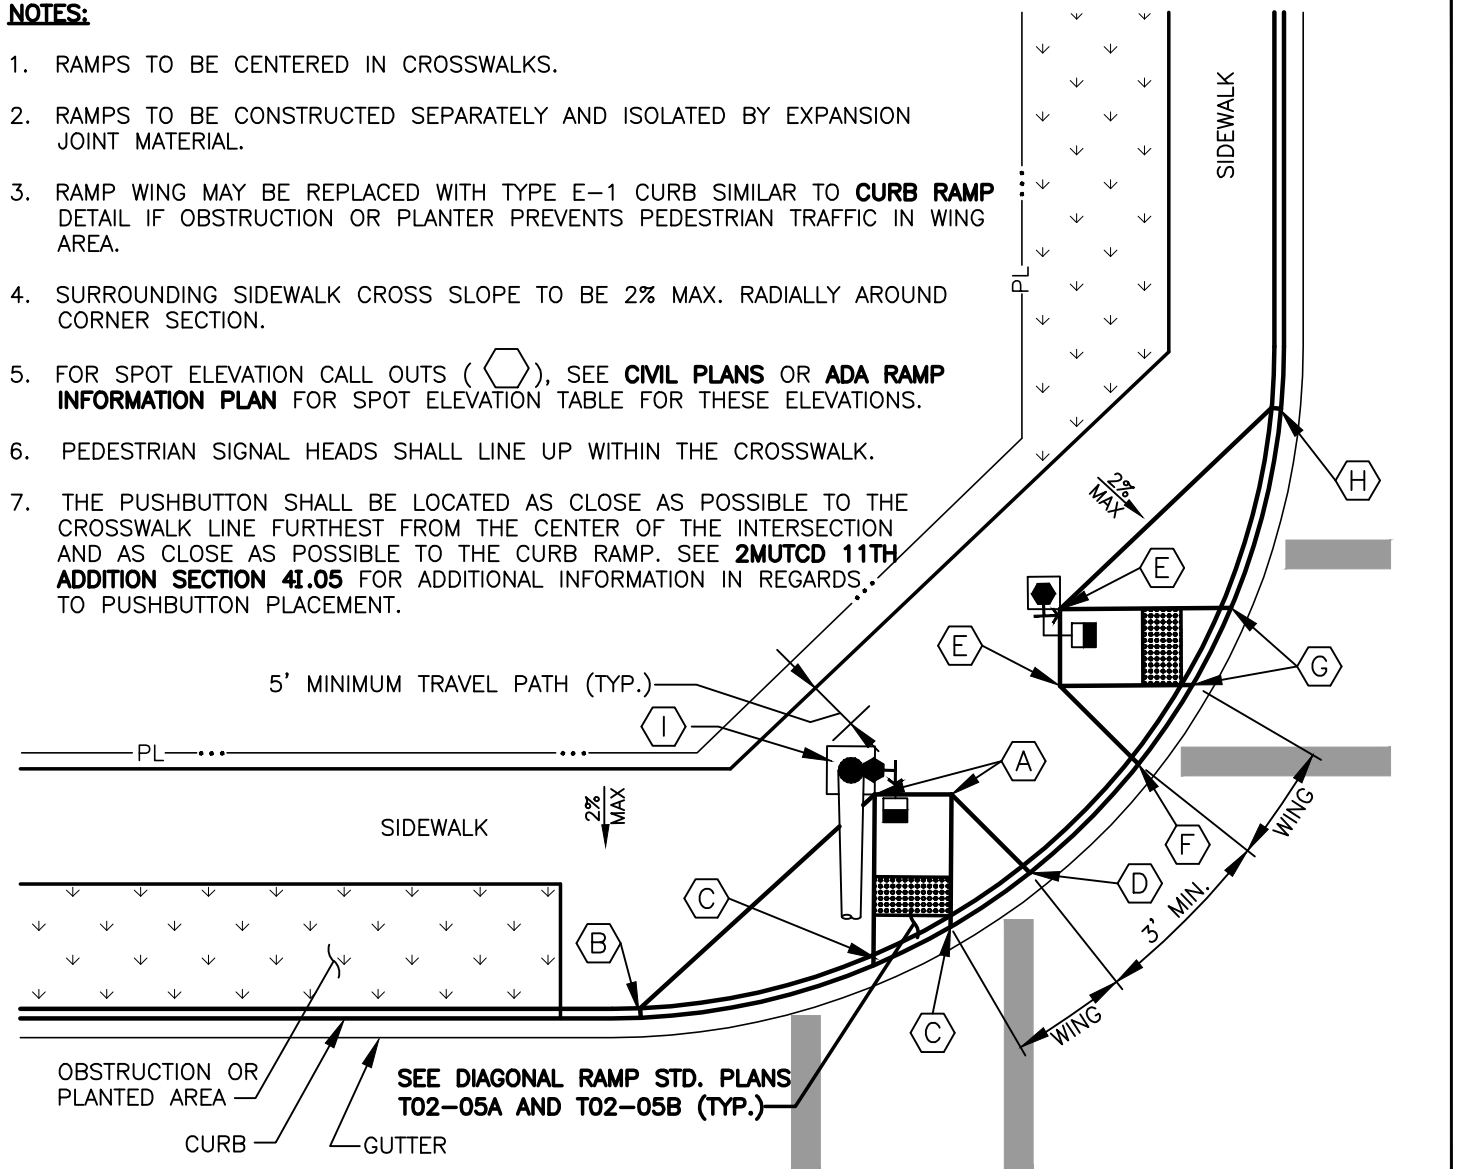 NOTES:
1. RAMPS TO BE CENTERED IN CROSSWALKS.
2. RAMPS TO BE CONSTRUCTED SEPARATELY AND ISOLATED BY EXPANSION
JOINT MATERIAL.
3. RAMP WING MAY BE REPLACED WITH TYPE E-1 CURB SIMILAR TO CURB RAMP
DETAIL IF OBSTRUCTION OR PLANTER PREVENTS PEDESTRIAN TRAFFIC IN WING
AREA.
4. SURROUNDING SIDEWALK CROSS SLOPE TO BE 2% MAX. RADIALLY AROUND
CORNER SECTION.
5. FOR SPOT ELEVATION CALL OUTS ( ), SEE CIVIL PLANS OR ADA RAMP
INFORMATION PLAN FOR SPOT ELEVATION TABLE FOR THESE ELEVATIONS.
6. PEDESTRIAN SIGNAL HEADS SHALL LINE UP WITHIN THE CROSSWALK.
7. THE PUSHBUTTON SHALL BE LOCATED AS CLOSE AS POSSIBLE TO THE
CROSSWALK LINE FURTHEST FROM THE CENTER OF THE INTERSECTION
AND AS CLOSE AS POSSIBLE TO THE CURB RAMP. SEE 2MUTCD 11TH
ADDITION SECTION 4I.05 FOR ADDITIONAL INFORMATION IN REGARDS
TO PUSHBUTTON PLACEMENT.
SIDEWALK
PL
H
2%
MAX
E
E
G
5' MINIMUM TRAVEL PATH (TYP.)
I
PL
A
2%
MAX
SIDEWALK
WING
F
D
C
3' MIN.
B
C
WING
OBSTRUCTION OR
PLANTED AREA
SEE DIAGONAL RAMP STD. PLANS
T02-05A AND T02-05B (TYP.)
CURB
GUTTER